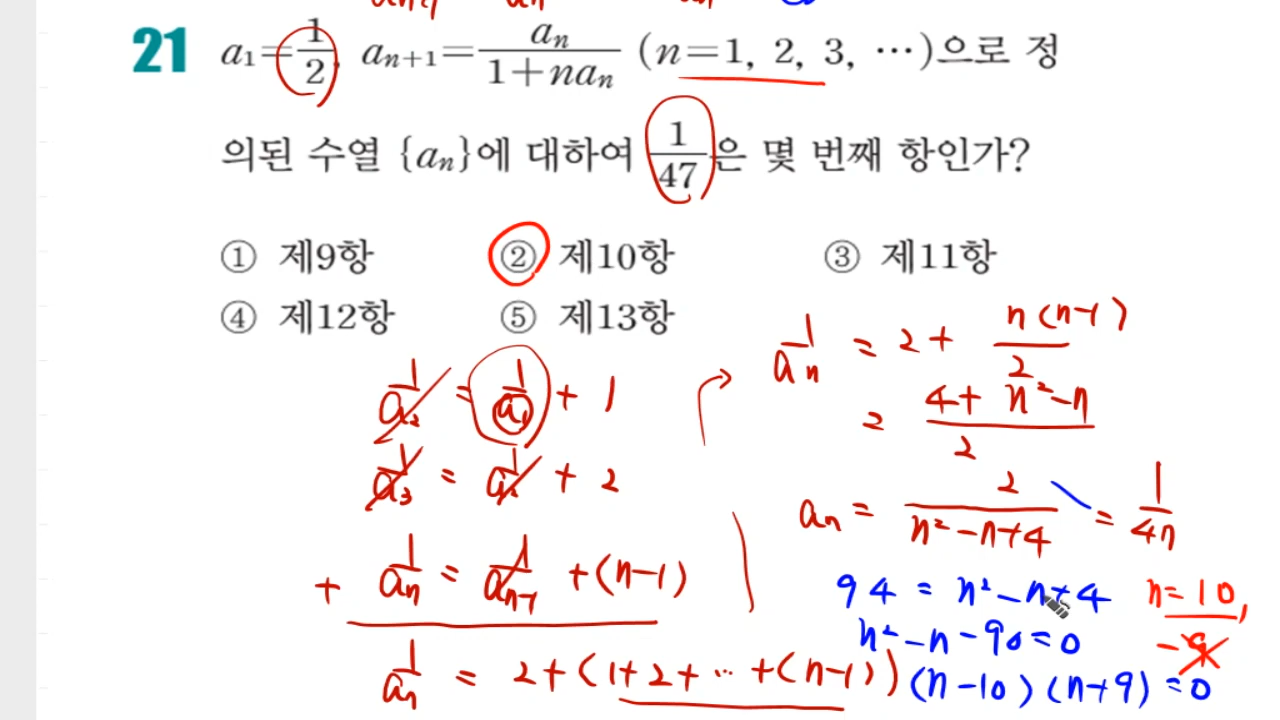 21 a₁=1/2, aₙ₊₁=aₙ/(1+naₙ) (n=1, 2, 3, ⋯)으로 정
의된 수열 {aₙ}에 대하여 1/47은 몇 번째 항인가?
① 제9항 ② 제10항 ③ 제11항
④ 제12항 ⑤ 제13항
1/a₂ = 1/a₁ + 1
1/a₃ = 1/a₂ + 2
+ 1/aₙ = 1/aₙ₋₁ + (n-1)
1/aₙ = 2+(1+2+ ⋯ +(n-1))
1/aₙ = 2 + n(n-1)/2
= (4+n²-n)/2
aₙ = 2/(n²-n+4) = 1/4n
94 = n²-n+4
n²-n-90=0
(n-10)(n+9)=0
n=10,
-9